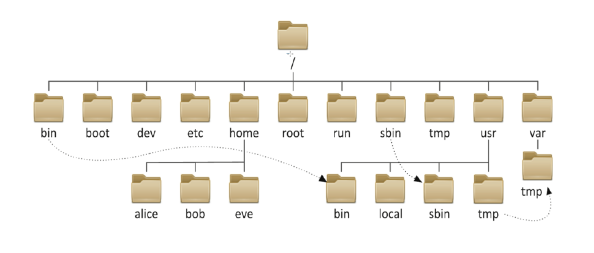 /
bin boot dev etc home root run sbin tmp usr var
alice bob eve bin local sbin tmp tmp